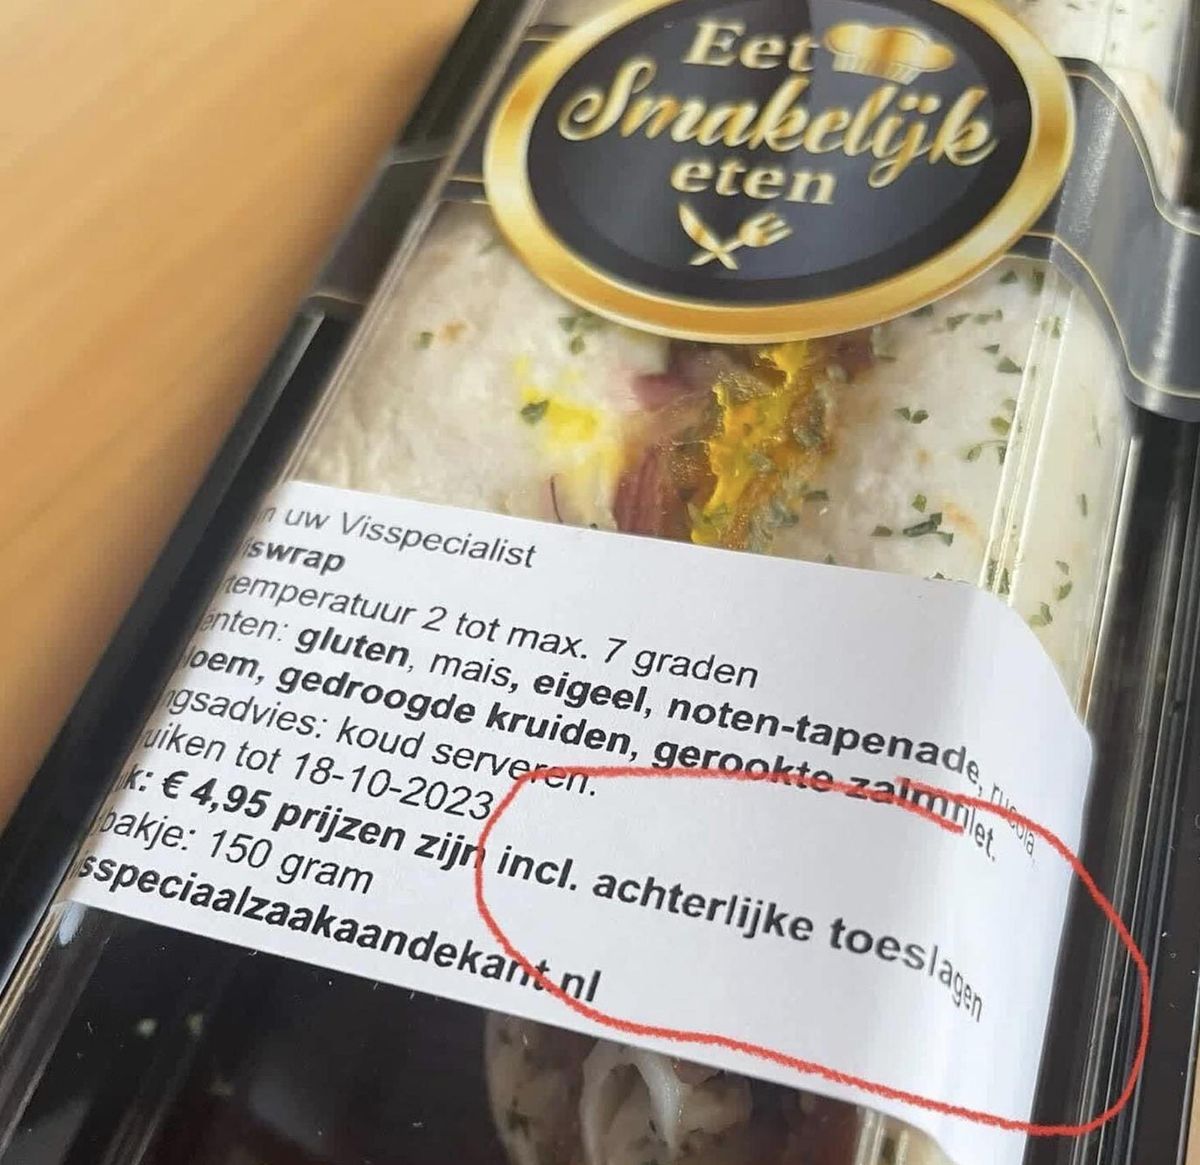 Eet
Smakelijk
eten
uw Visspecialist
iswrap
temperatuur 2 tot max. 7 graden
enten: gluten, mais, eigeel, noten-tapenade, rucola,
loem, gedroogde kruiden, gerookte zalmfilet.
ngsadvies: koud serveren.
uiken tot 18-10-2023
k: € 4,95 prijzen zijn incl. achterlijke toeslagen
bakje: 150 gram
sspeciaalzaakaandekant.nl